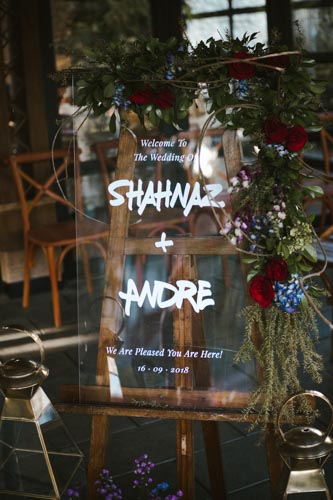 Welcome To
The Wedding Of
SHAHNAZ
+
ANDRE
We Are Pleased You Are Here!
16 · 09 · 2018